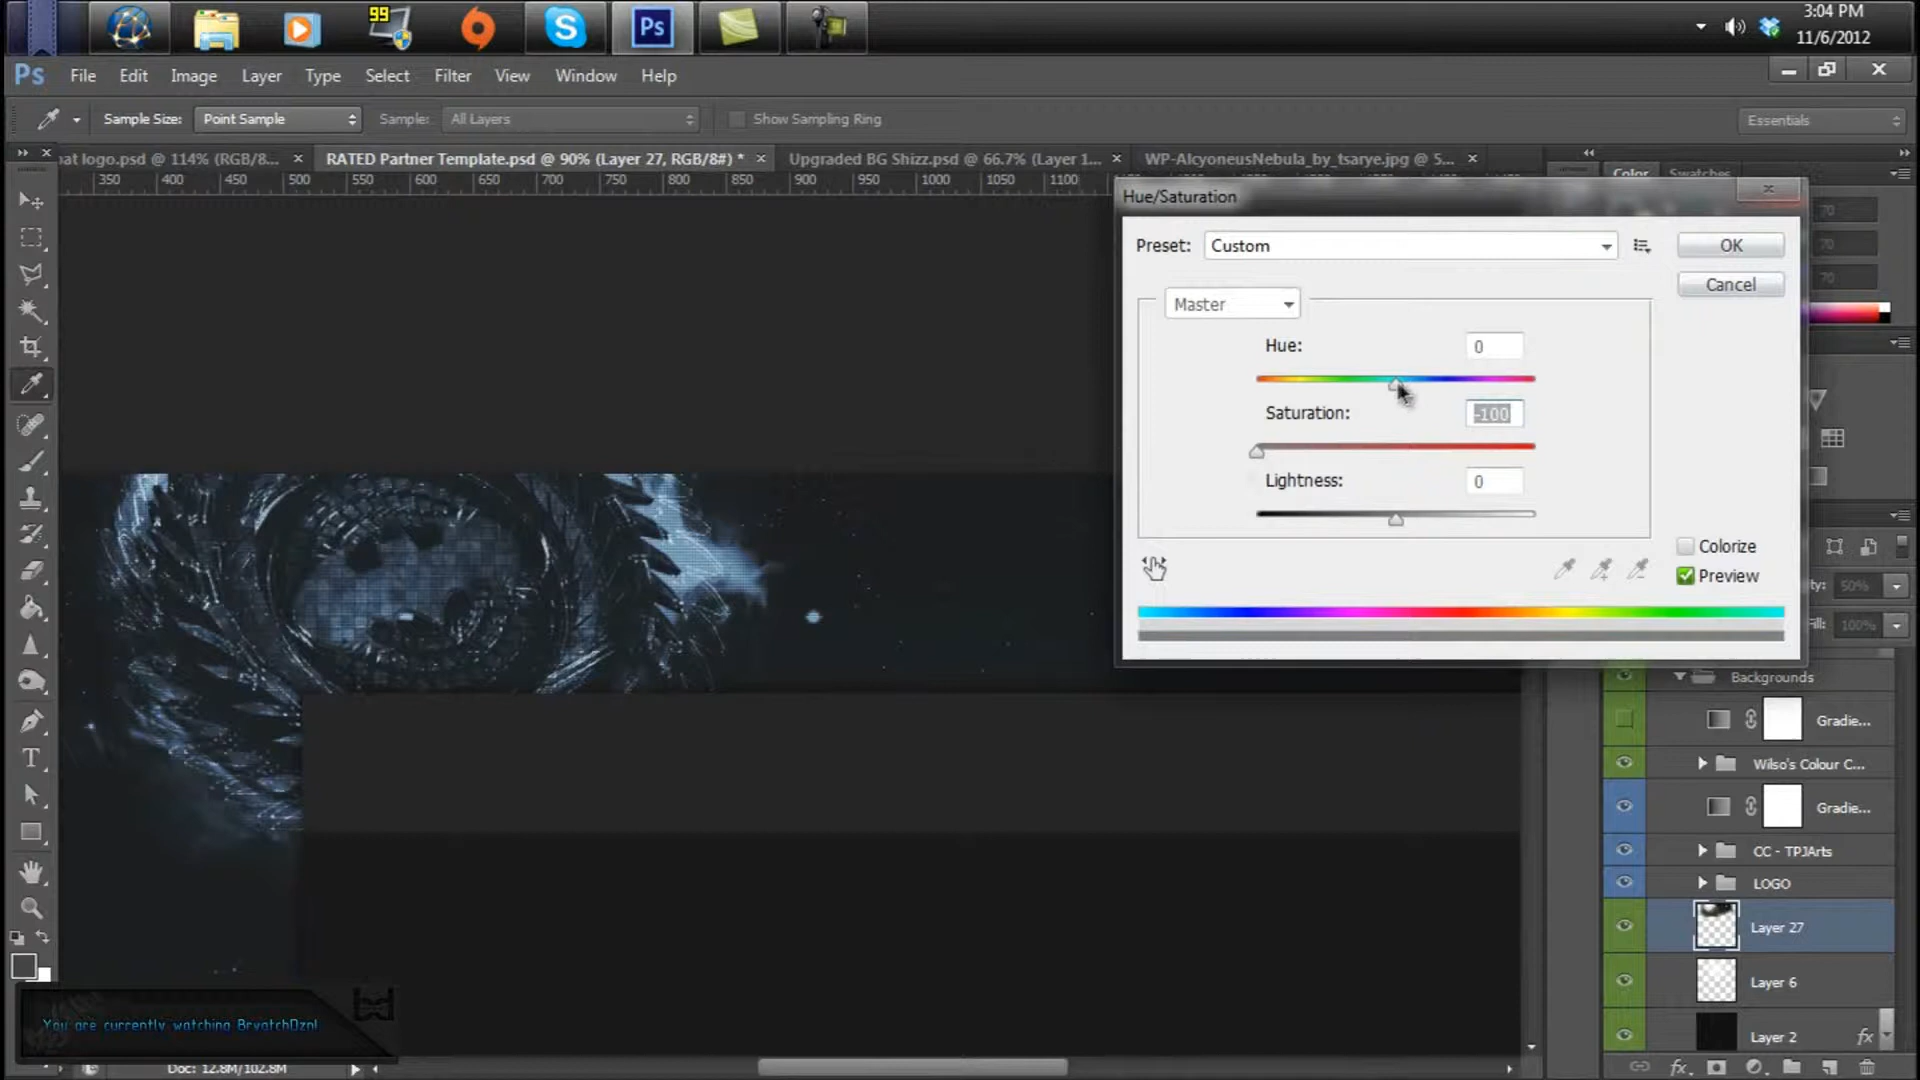 99
3:04 PM
11/6/2012
Ps
Ps File Edit Image Layer Type Select Filter View Window Help
Sample Size: Point Sample Sample: All Layers Show Sampling Ring Essentials
at logo.psd @ 114% (RGB/8... RATED Partner Template.psd @ 90% (Layer 27, RGB/8#) * Upgraded BG Shizz.psd @ 66.7% (Layer 1... WP-AlcyoneusNebula_by_tsarye.jpg @ 5...
Color Swatches
350 400 450 500 550 600 650 700 750 800 850 900 950 1000 1050 1100
Hue/Saturation
Preset: Custom OK
Cancel
Master
Hue: 0
Saturation: -100
Lightness: 0
Colorize
Preview
70
70
70
50%
Fill: 100%
Backgrounds
Gradie...
Wilso's Colour C...
Gradie...
CC - TPJArts
LOGO
Layer 27
Layer 6
Layer 2 fx
You are currently watching BryatchDzn!
Doc: 12.8M/102.8M
fx